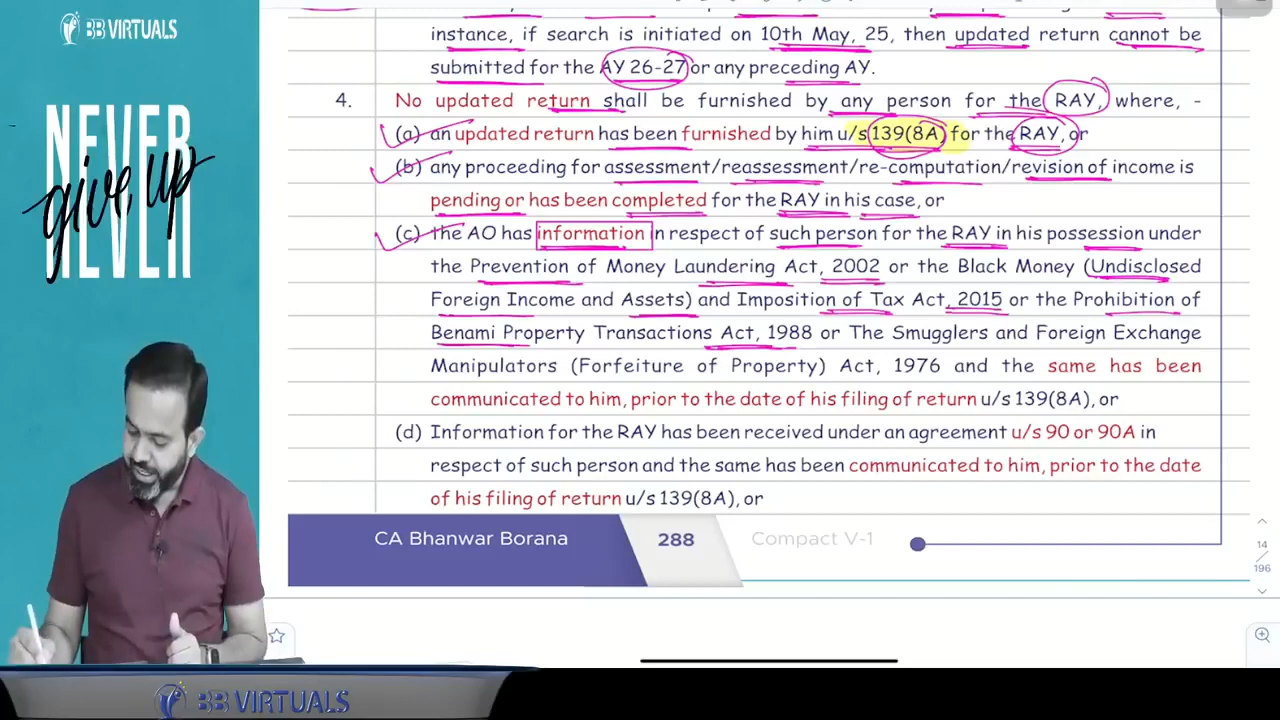 BB VIRTUALS
NEVER
give up
NEVER
instance, if search is initiated on 10th May, 25, then updated return cannot be
submitted for the AY 26-27 or any preceding AY.
4. No updated return shall be furnished by any person for the RAY, where, -
(a) an updated return has been furnished by him u/s 139(8A) for the RAY, or
(b) any proceeding for assessment/reassessment/re-computation/revision of income is
pending or has been completed for the RAY in his case, or
(c) the AO has information in respect of such person for the RAY in his possession under
the Prevention of Money Laundering Act, 2002 or the Black Money (Undisclosed
Foreign Income and Assets) and Imposition of Tax Act, 2015 or the Prohibition of
Benami Property Transactions Act, 1988 or The Smugglers and Foreign Exchange
Manipulators (Forfeiture of Property) Act, 1976 and the same has been
communicated to him, prior to the date of his filing of return u/s 139(8A), or
(d) Information for the RAY has been received under an agreement u/s 90 or 90A in
respect of such person and the same has been communicated to him, prior to the date
of his filing of return u/s 139(8A), or
CA Bhanwar Borana 288 Compact V-1
14
196
BB VIRTUALS